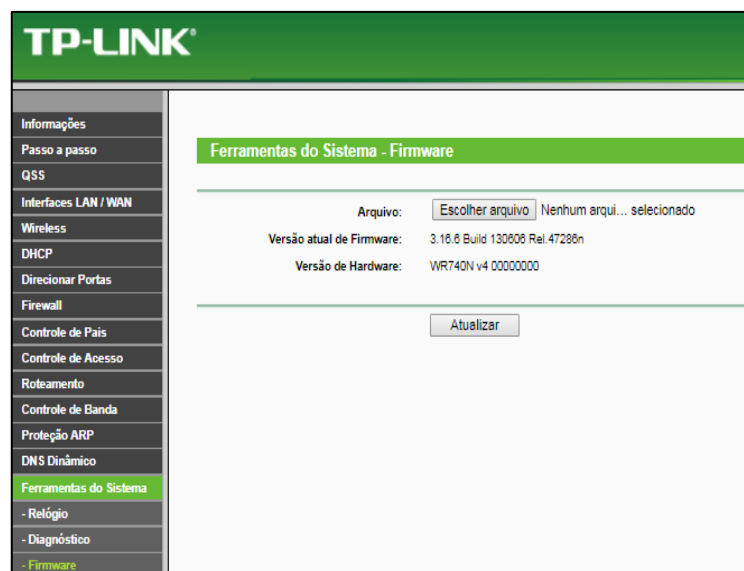 TP-LINK®
Informações
Passo a passo
QSS
Interfaces LAN / WAN
Wireless
DHCP
Direcionar Portas
Firewall
Controle de Pais
Controle de Acesso
Roteamento
Controle de Banda
Proteção ARP
DNS Dinâmico
Ferramentas do Sistema
- Relógio
- Diagnóstico
- Firmware
Ferramentas do Sistema - Firmware
Arquivo: Escolher arquivo Nenhum arqui... selecionado
Versão atual de Firmware: 3.16.6 Build 130606 Rel.47286n
Versão de Hardware: WR740N v4 00000000
Atualizar